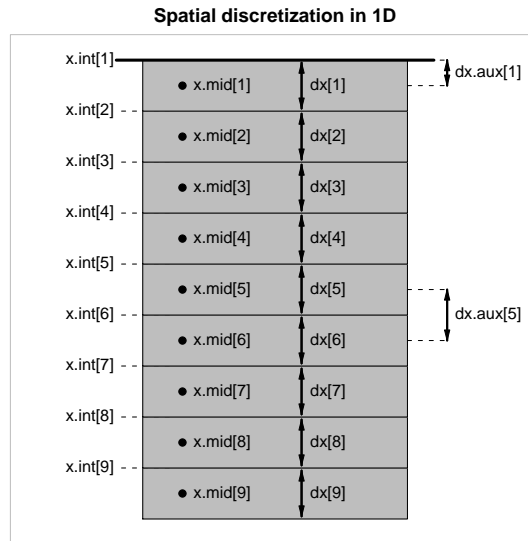 Spatial discretization in 1D
x.int[1]
dx.aux[1]
x.mid[1] dx[1]
x.int[2]
x.mid[2] dx[2]
x.int[3]
x.mid[3] dx[3]
x.int[4]
x.mid[4] dx[4]
x.int[5]
x.mid[5] dx[5]
x.int[6] dx.aux[5]
x.mid[6] dx[6]
x.int[7]
x.mid[7] dx[7]
x.int[8]
x.mid[8] dx[8]
x.int[9]
x.mid[9] dx[9]